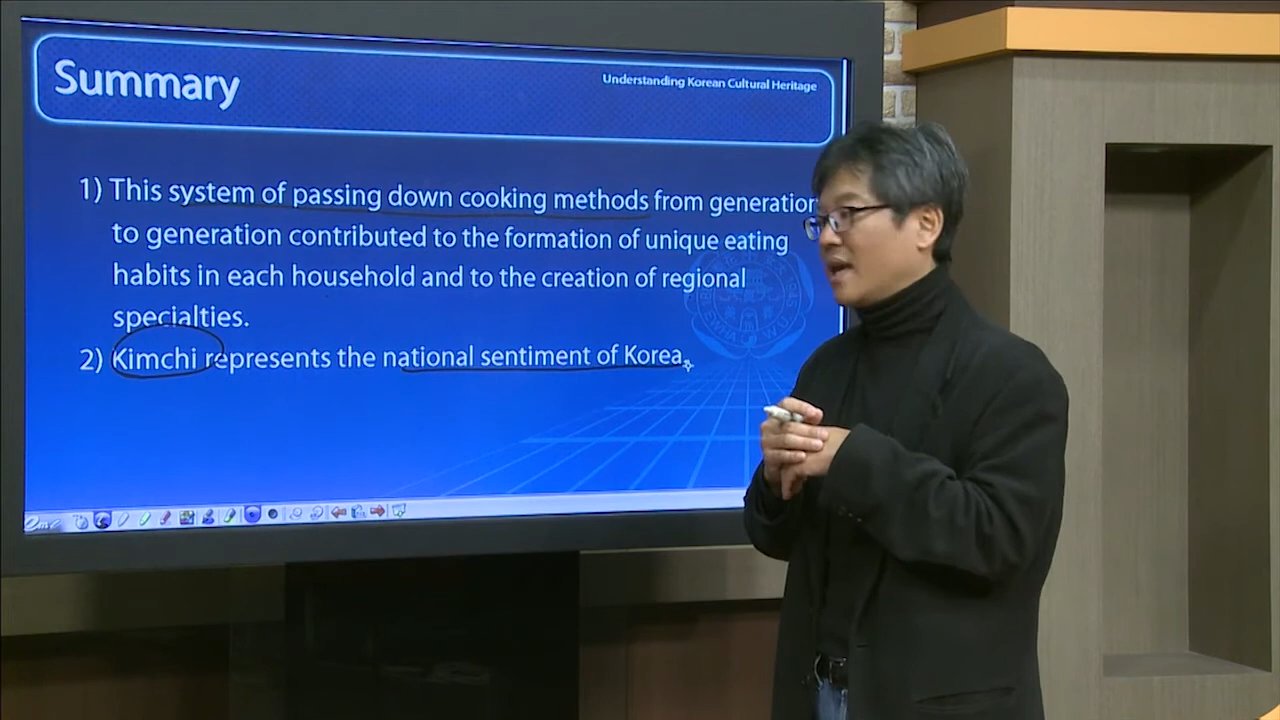 Summary
Understanding Korean Cultural Heritage
1) This system of passing down cooking methods from generation
to generation contributed to the formation of unique eating
habits in each household and to the creation of regional
specialties.
2) Kimchi represents the national sentiment of Korea.